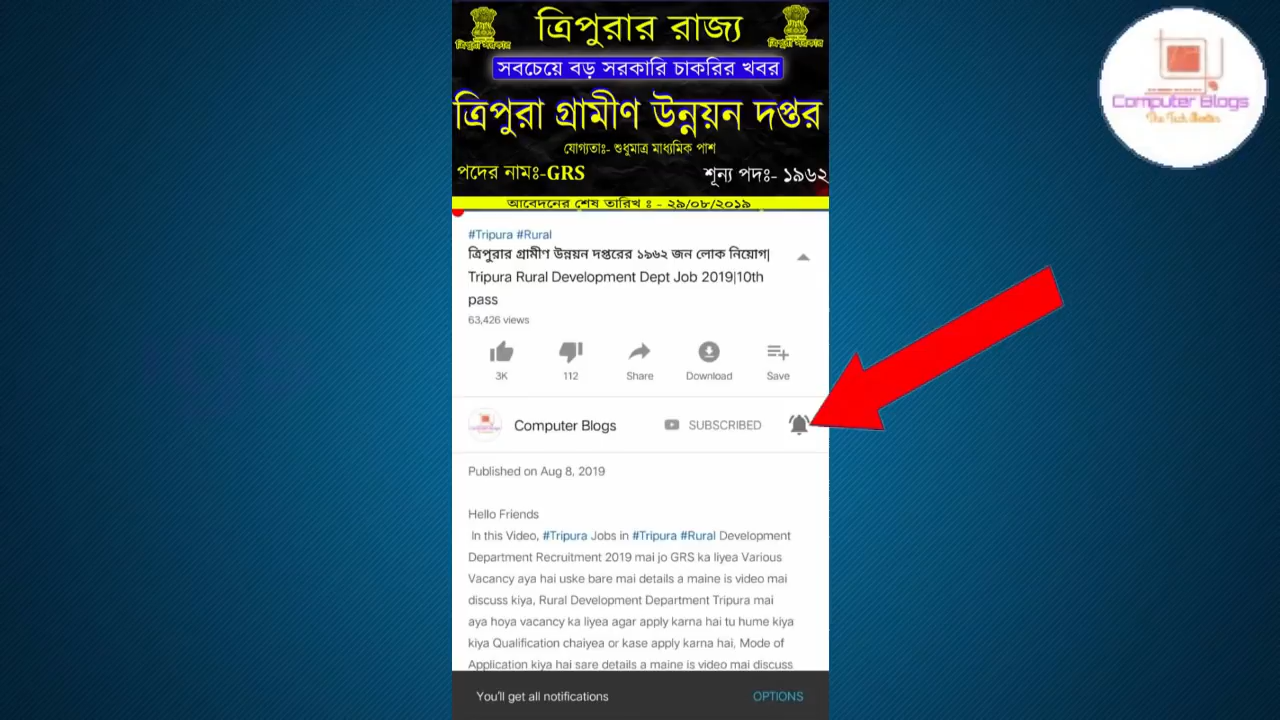 ত্রিপুরার রাজ্য
ত্রিপুরা সরকার
ত্রিপুরা সরকার
সবচেয়ে বড় সরকারি চাকরির খবর
ত্রিপুরা গ্রামীণ উন্নয়ন দপ্তর
যোগ্যতাঃ- শুধুমাত্র মাধ্যমিক পাশ
পদের নামঃ-GRS
শূন্য পদঃ- ১৯৬২
আবেদনের শেষ তারিখ ঃ - ২৯/০৮/২০১৯
#Tripura #Rural
ত্রিপুরার গ্রামীণ উন্নয়ন দপ্তরের ১৯৬২ জন লোক নিয়োগ|
Tripura Rural Development Dept Job 2019|10th
pass
63,426 views
3K
112
Share
Download
Save
Computer Blogs
SUBSCRIBED
Published on Aug 8, 2019
Hello Friends
In this Video, #Tripura Jobs in #Tripura #Rural Development
Department Recruitment 2019 mai jo GRS ka liyea Various
Vacancy aya hai uske bare mai details a maine is video mai
discuss kiya, Rural Development Department Tripura mai
aya hoya vacancy ka liyea agar apply karna hai tu hume kiya
kiya Qualification chaiyea or kase apply karna hai, Mode of
Application kiya hai sare details a maine is video mai discuss
You'll get all notifications
OPTIONS
Computer Blogs